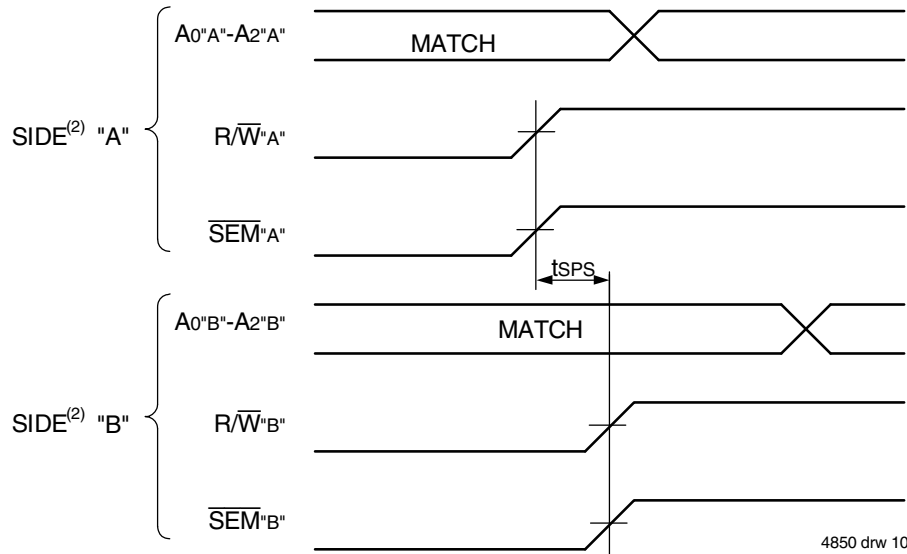 A0"A"-A2"A"
MATCH
SIDE(2) "A"
R/W"A"
SEM"A"
tSPS
A0"B"-A2"B"
MATCH
SIDE(2) "B"
R/W"B"
SEM"B"
4850 drw 10